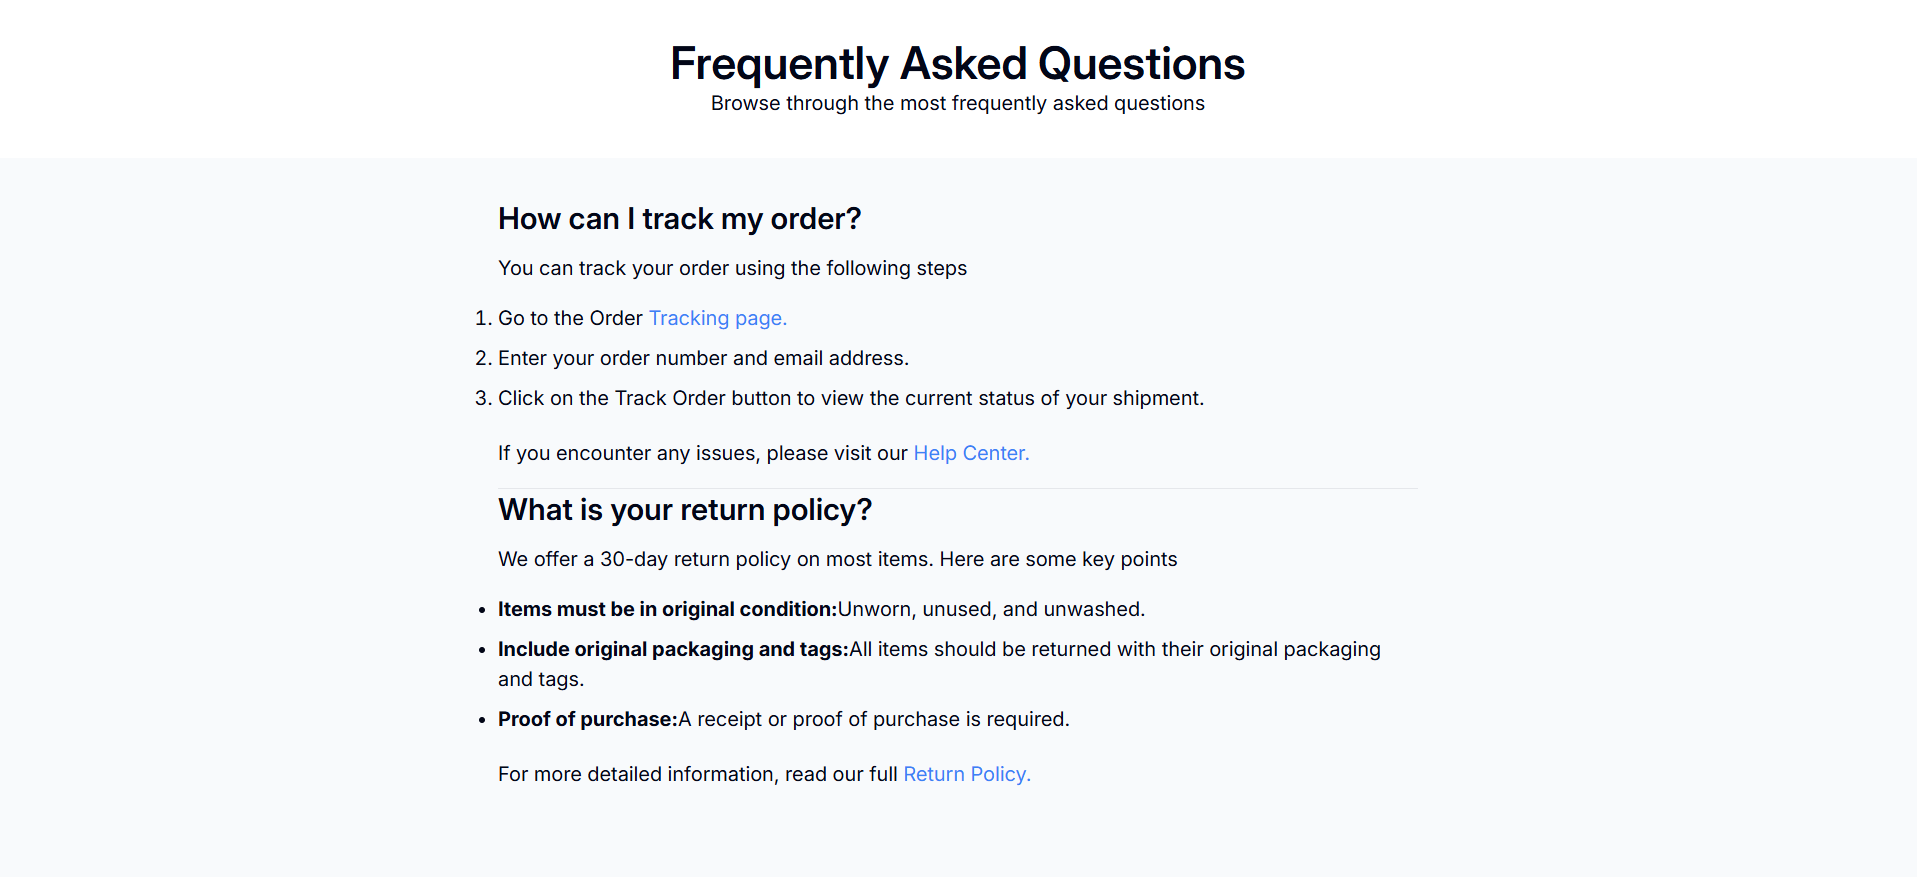 Frequently Asked Questions
Browse through the most frequently asked questions
How can I track my order?
You can track your order using the following steps
1. Go to the Order Tracking page.
2. Enter your order number and email address.
3. Click on the Track Order button to view the current status of your shipment.
If you encounter any issues, please visit our Help Center.
What is your return policy?
We offer a 30-day return policy on most items. Here are some key points
• Items must be in original condition:Unworn, unused, and unwashed.
• Include original packaging and tags:All items should be returned with their original packaging
and tags.
• Proof of purchase:A receipt or proof of purchase is required.
For more detailed information, read our full Return Policy.